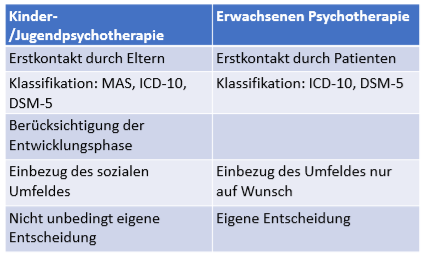 Kinder-
/Jugendpsychotherapie
Erwachsenen Psychotherapie
Erstkontakt durch Eltern
Erstkontakt durch Patienten
Klassifikation: MAS, ICD-10,
DSM-5
Klassifikation: ICD-10, DSM-5
Berücksichtigung der
Entwicklungsphase
Einbezug des sozialen
Umfeldes
Einbezug des Umfeldes nur
auf Wunsch
Nicht unbedingt eigene
Entscheidung
Eigene Entscheidung